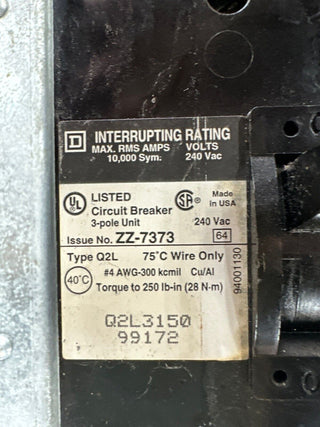 D
INTERRUPTING RATING
MAX. RMS AMPS VOLTS
10,000 Sym. 240 Vac
UL LISTED SA® Made in USA
Circuit Breaker
3-pole Unit 240 Vac
Issue No. ZZ-7373 64
Type Q2L 75°C Wire Only
40°C #4 AWG-300 kcmil Cu/Al
Torque to 250 lb-in (28 N·m)
94001130
Q2L3150
99172